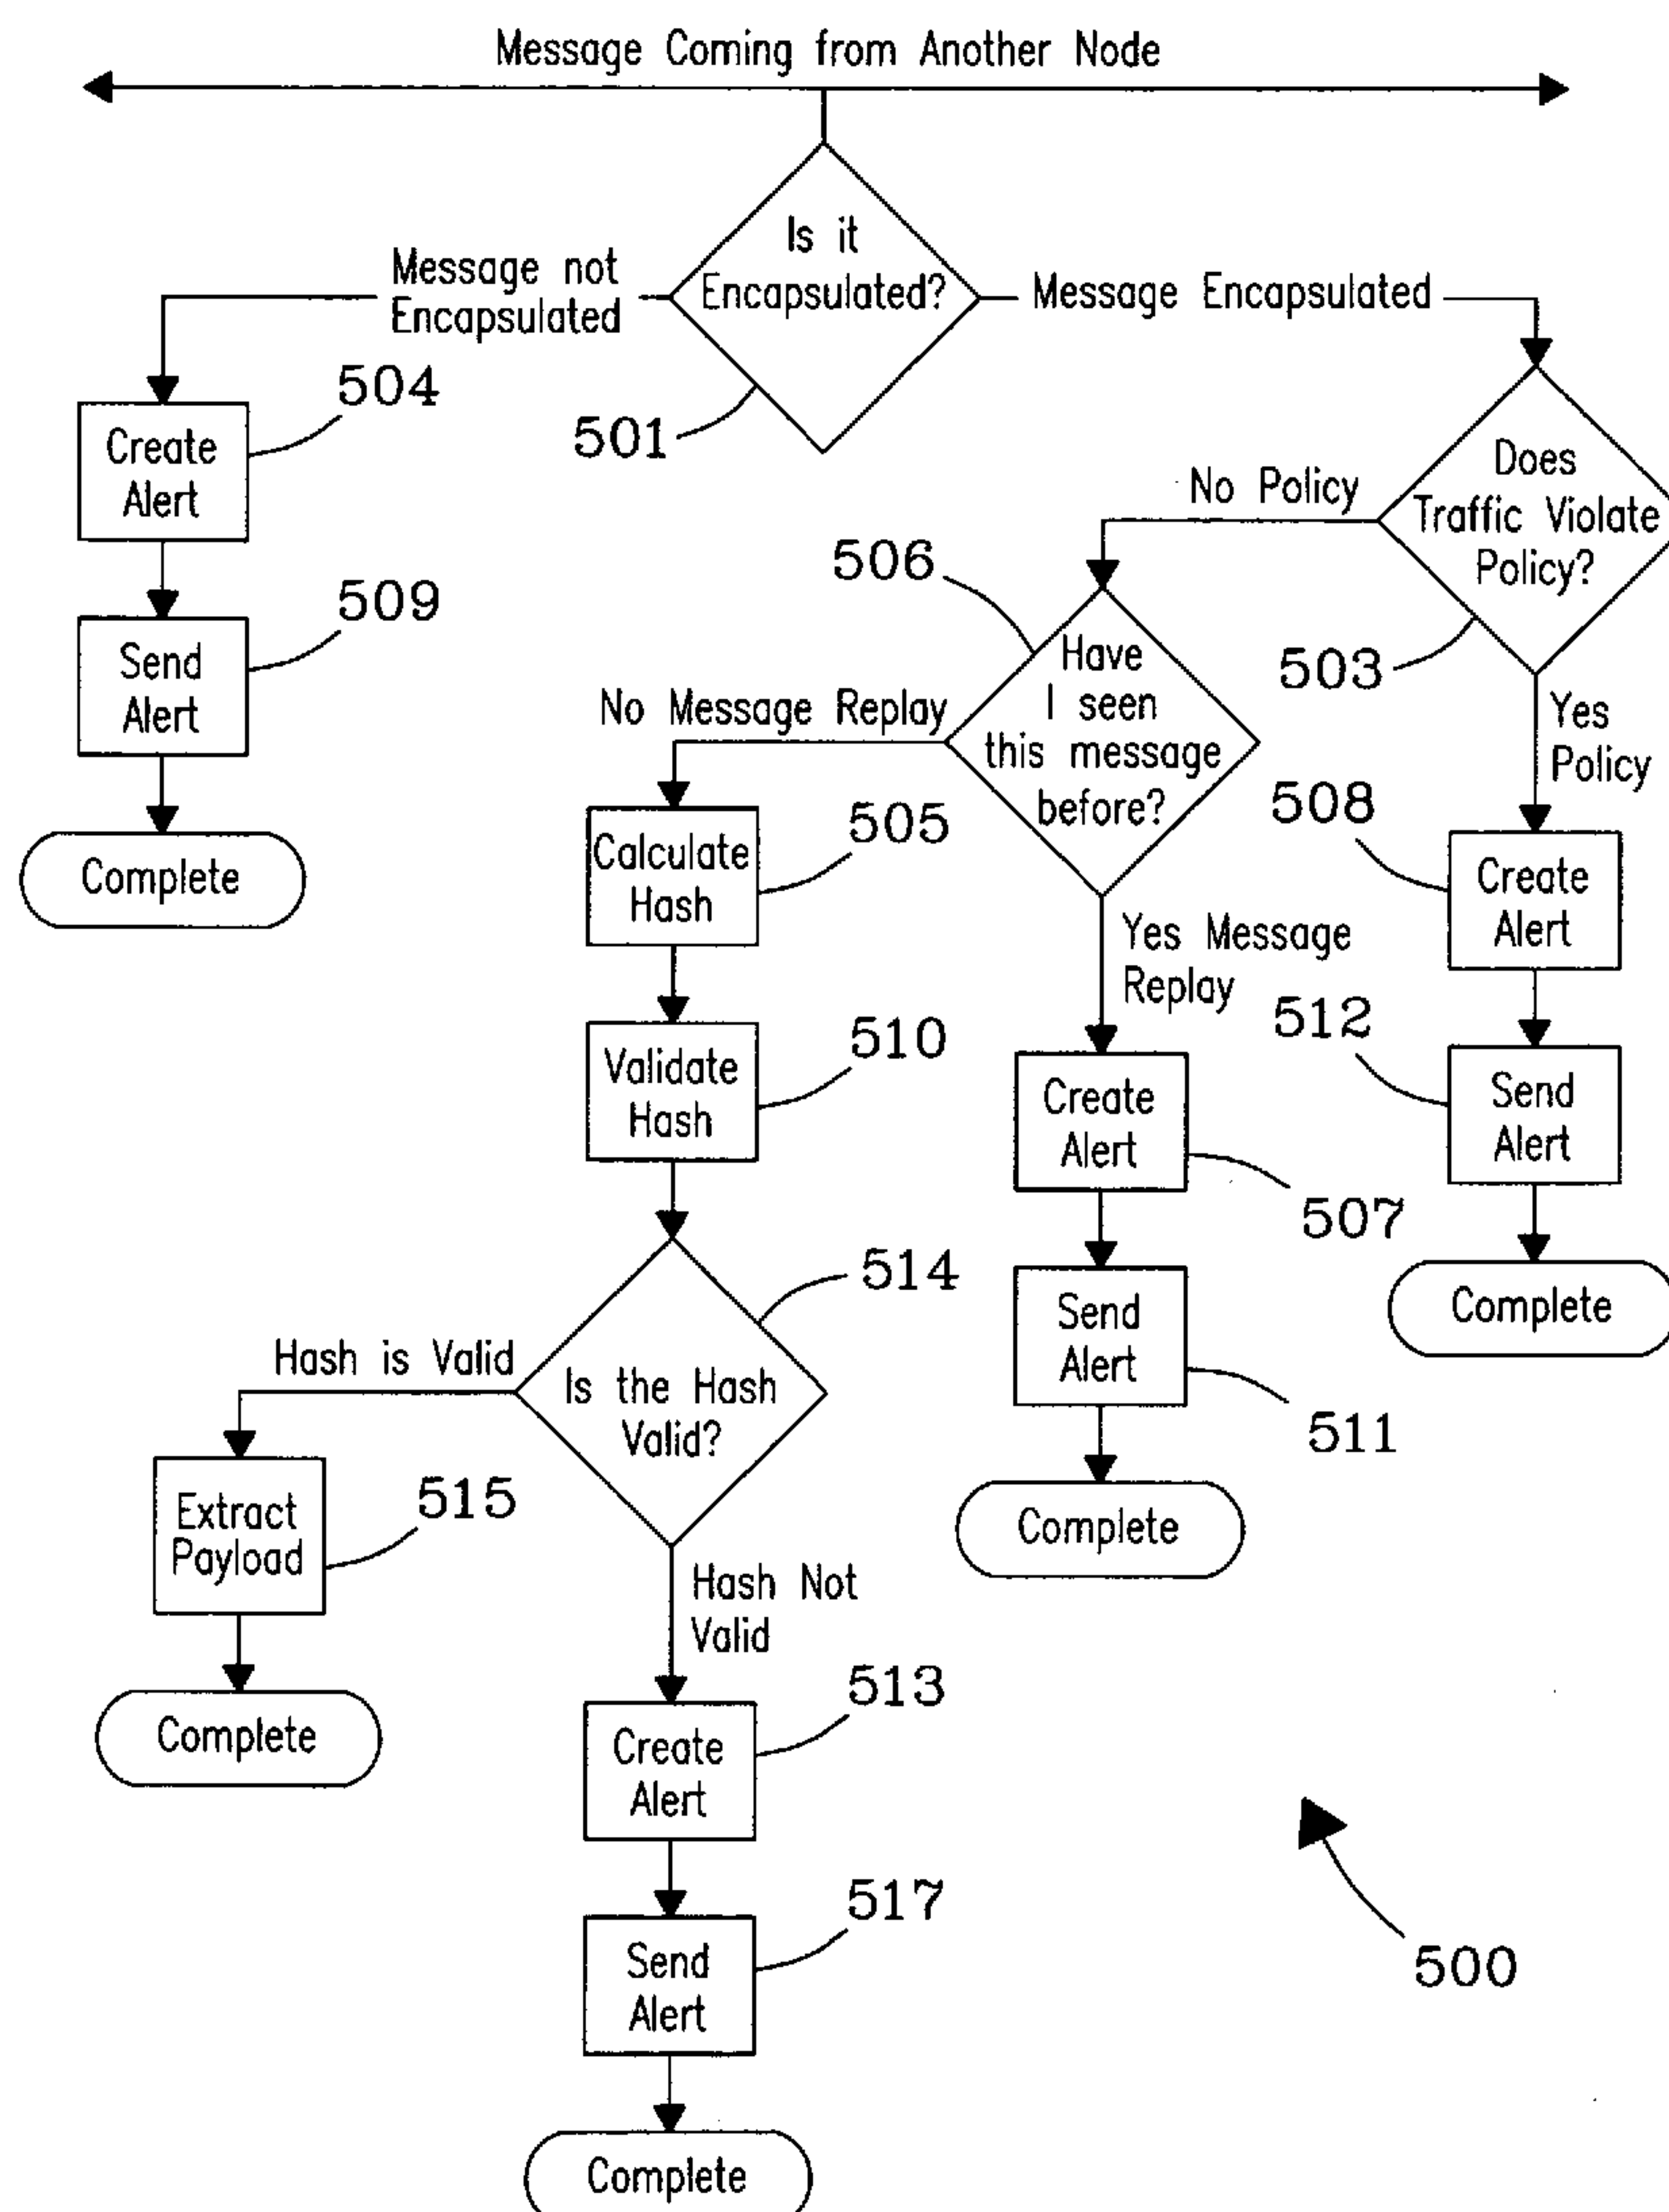 Message Coming from Another Node
Is it
Encapsulated?
501
Message not
Encapsulated
Message Encapsulated
Create
Alert
504
Send
Alert
509
Complete
Does
Traffic Violate
Policy?
503
No Policy
Yes
Policy
506
Have
I seen
this message
before?
No Message Replay
Yes Message
Replay
508
Create
Alert
512
Send
Alert
Complete
Calculate
Hash
505
Validate
Hash
510
Create
Alert
507
Send
Alert
511
Complete
514
Is the Hash
Valid?
Hash is Valid
Extract
Payload
515
Complete
Hash Not
Valid
Create
Alert
513
Send
Alert
517
Complete
500